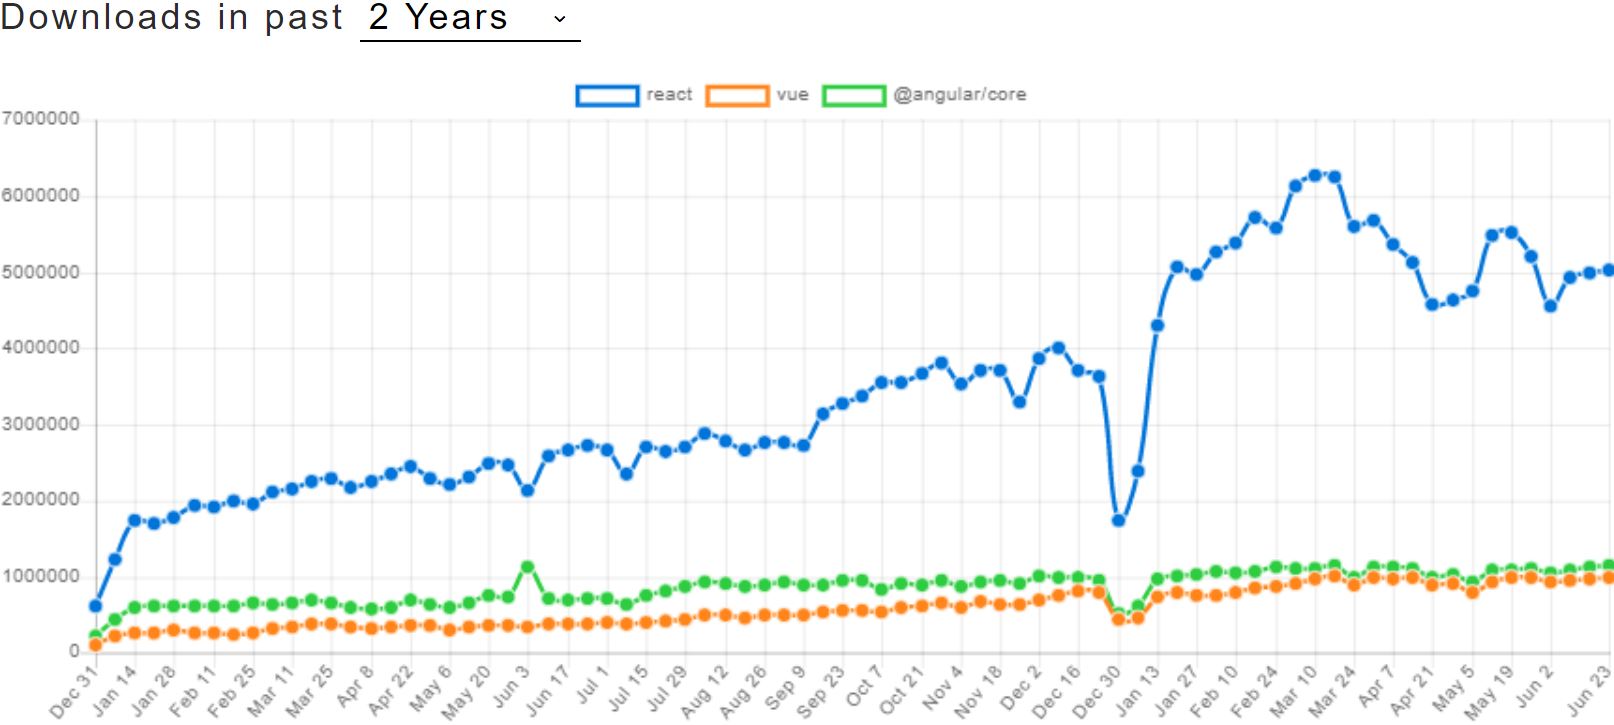 Downloads in past 2 Years
react vue @angular/core
7000000
6000000
5000000
4000000
3000000
2000000
1000000
0
Dec 31 Jan 14 Jan 28 Feb 11 Feb 25 Mar 11 Mar 25 Apr 8 Apr 22 May 6 May 20 Jun 3 Jun 17 Jul 1 Jul 15 Jul 29 Aug 12 Aug 26 Sep 9 Sep 23 Oct 7 Oct 21 Nov 4 Nov 18 Dec 2 Dec 16 Dec 30 Jan 13 Jan 27 Feb 10 Feb 24 Mar 10 Mar 24 Apr 7 Apr 21 May 5 May 19 Jun 2 Jun 23